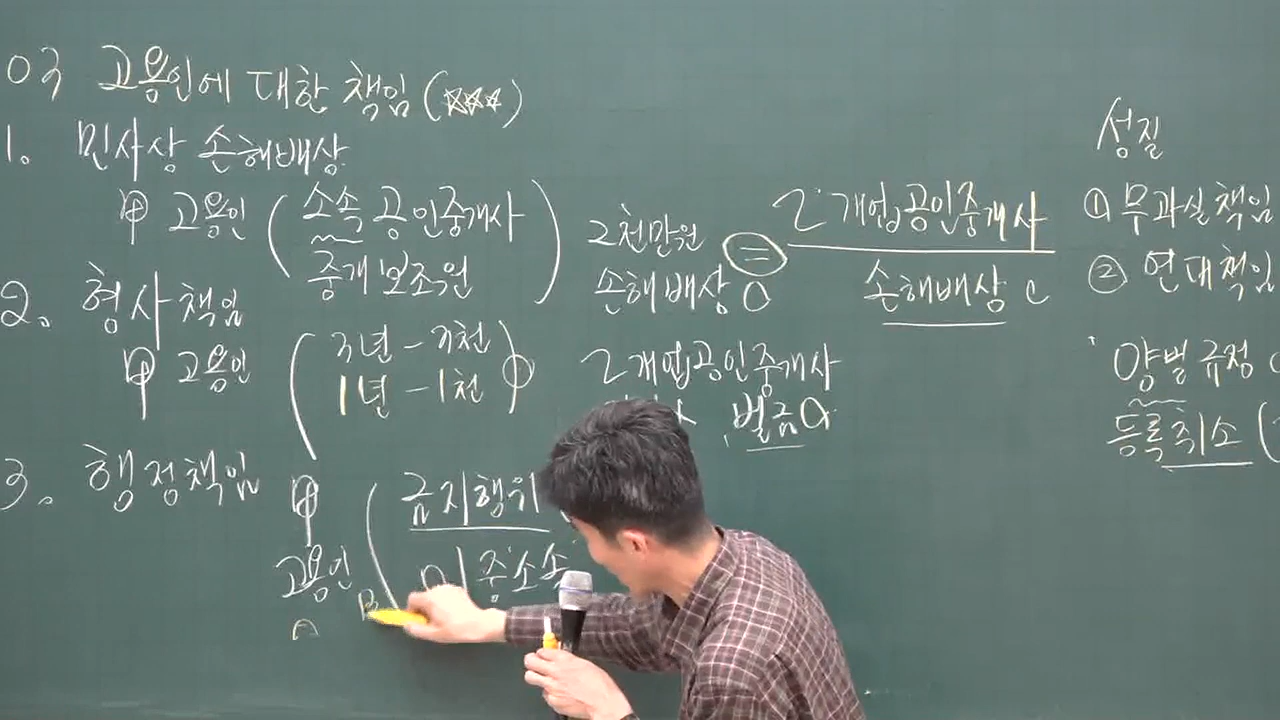 03 고용인에 대한 책임 (☆☆☆)
1. 민사상 손해배상
고용인 (소속공인중개사
중개보조원)
2천만원
손해배상 O
=
2' 개업공인중개사
손해배상 C
성질
① 무과실책임
② 연대책임
2. 형사책임
고용인 (3년 - 3천
1년 - 1천)
2 개업공인중개사
벌금O
양벌규정
등록취소 (
3. 행정책임
고용인
금지행위